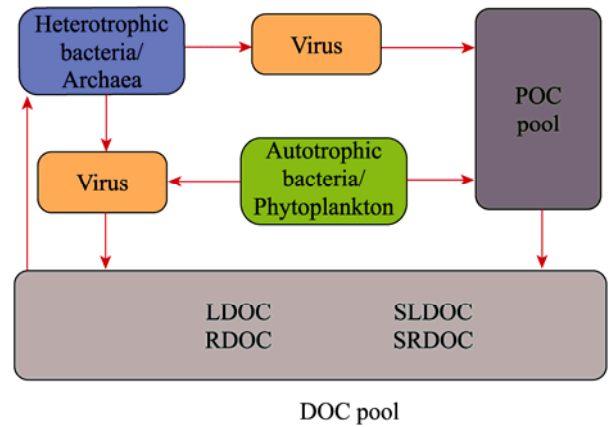 Heterotrophic
bacteria/
Archaea
Virus
POC
pool
Virus
Autotrophic
bacteria/
Phytoplankton
LDOC
SLDOC
RDOC
SRDOC
DOC pool